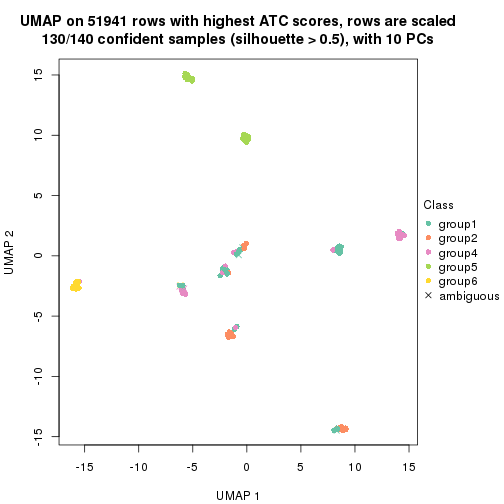 UMAP on 51941 rows with highest ATC scores, rows are scaled
130/140 confident samples (silhouette > 0.5), with 10 PCs
UMAP 2
15
10
5
0
-5
-10
-15
-15
-10
-5
0
5
10
15
UMAP 1
Class
group1
group2
group4
group5
group6
ambiguous